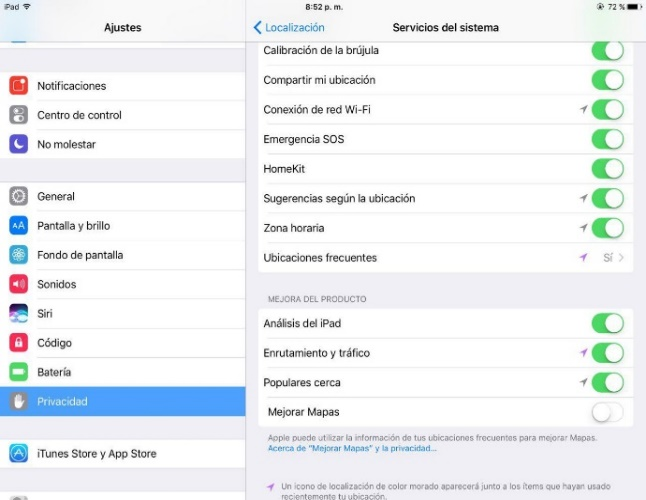 iPad
8:52 p. m.
72 %
Ajustes
Localización
Servicios del sistema
Notificaciones
Centro de control
No molestar
General
AA
Pantalla y brillo
Fondo de pantalla
Sonidos
Siri
Código
Batería
Privacidad
iTunes Store y App Store
Calibración de la brújula
Compartir mi ubicación
Conexión de red Wi-Fi
Emergencia SOS
HomeKit
Sugerencias según la ubicación
Zona horaria
Ubicaciones frecuentes
Sí
MEJORA DEL PRODUCTO
Análisis del iPad
Enrutamiento y tráfico
Populares cerca
Mejorar Mapas
Apple puede utilizar la información de tus ubicaciones frecuentes para mejorar Mapas.
Acerca de "Mejorar Mapas" y la privacidad...
Un icono de localización de color morado aparecerá junto a los ítems que hayan usado
recientemente tu ubicación.